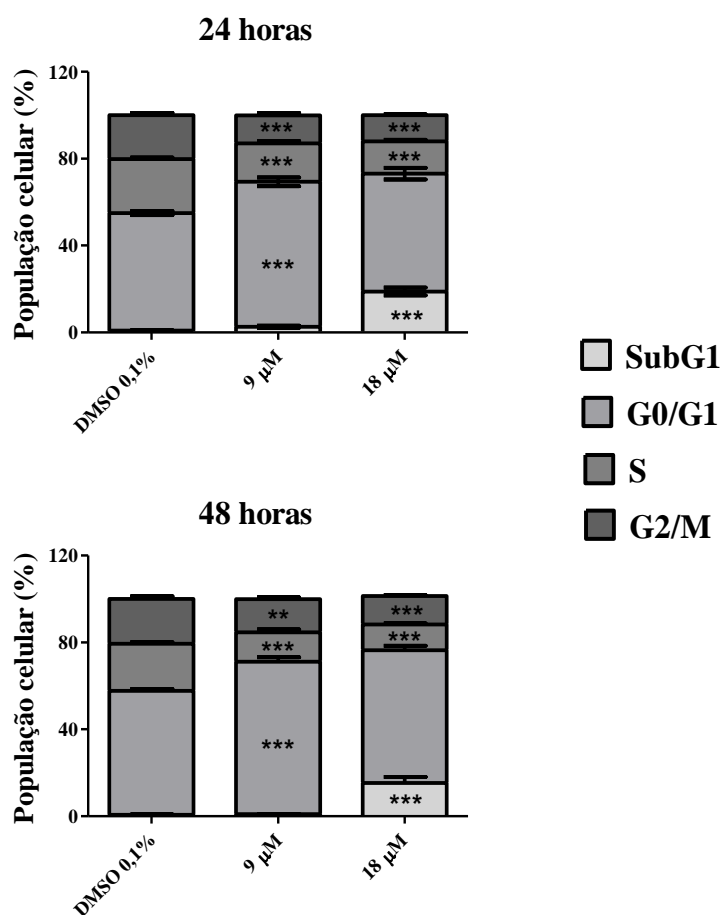 24 horas
População celular (%)
120
80
40
0
***
***
***
***
***
***
DMSO 0,1%
9 µM
18 µM
SubG1
G0/G1
S
G2/M
48 horas
População celular (%)
120
80
40
0
**
***
***
***
***
***
DMSO 0,1%
9 µM
18 µM